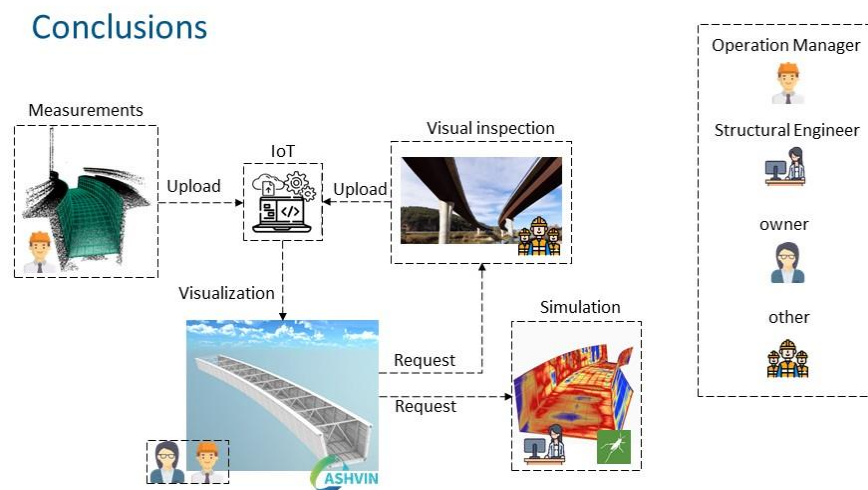 Conclusions
Operation Manager
Measurements
Structural Engineer
IoT
Visual inspection
Upload
Upload
owner
Visualization
Simulation
other
Request
Request
ASHVIN